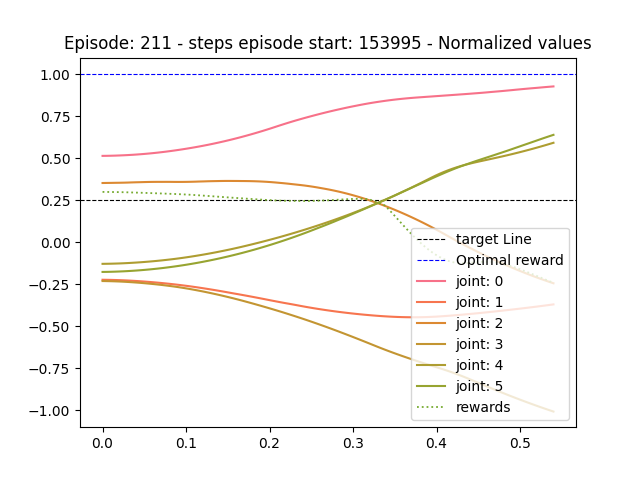 Episode: 211 - steps episode start: 153995 - Normalized values
1.00
0.75
0.50
0.25
0.00
−0.25
−0.50
−0.75
−1.00
target Line
Optimal reward
joint: 0
joint: 1
joint: 2
joint: 3
joint: 4
joint: 5
rewards
0.0 0.1 0.2 0.3 0.4 0.5